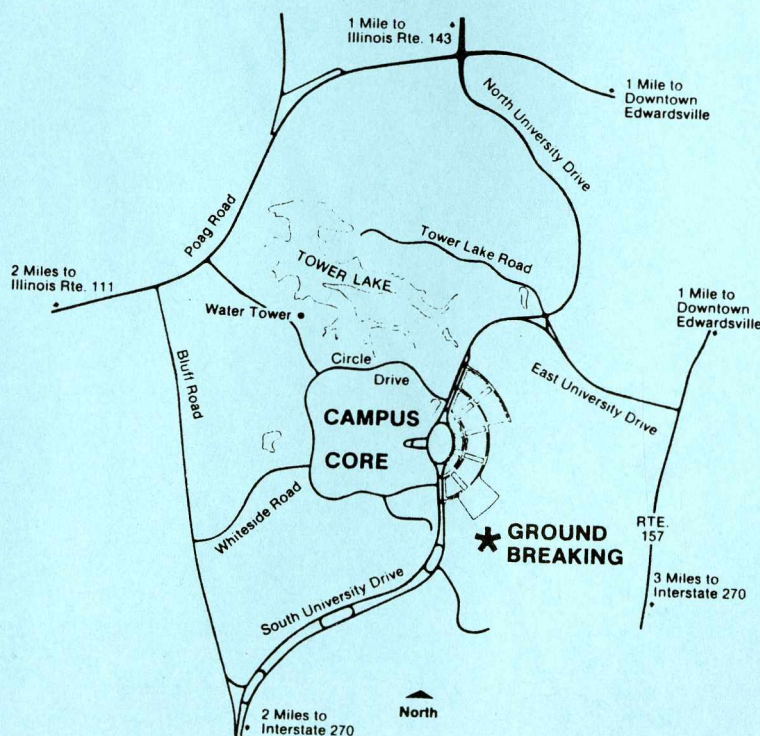 1 Mile to
Illinois Rte. 143
1 Mile to
Downtown
Edwardsville
North University Drive
Poag Road
Tower Lake Road
TOWER LAKE
2 Miles to
Illinois Rte. 111
Water Tower
1 Mile to
Downtown
Edwardsville
Circle
Drive
Bluff Road
East University Drive
CAMPUS
CORE
Whiteside Road
GROUND
BREAKING
RTE.
157
3 Miles to
Interstate 270
South University Drive
North
2 Miles to
Interstate 270